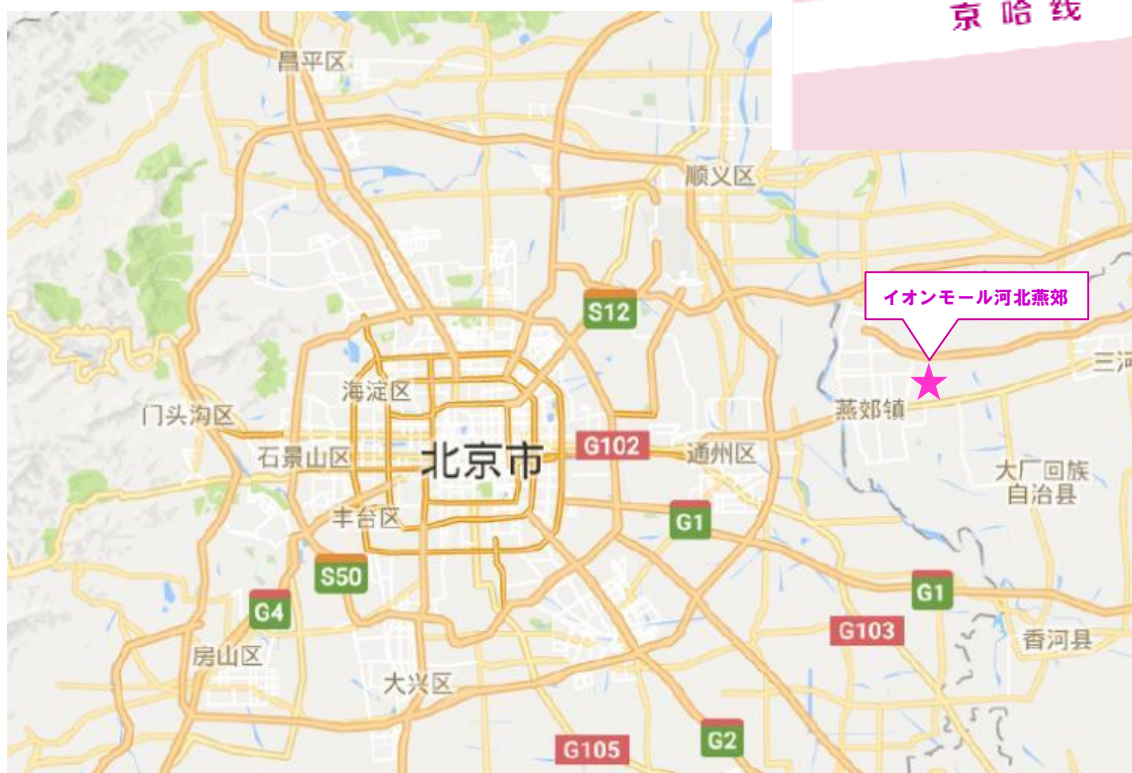 京哈线
昌平区
顺义区
イオンモール河北燕郊
S12
三河
海淀区
燕郊镇
门头沟区
G102
石景山区
北京市
通州区
大厂回族
自治县
丰台区
G1
S50
G1
G4
G103
香河县
房山区
大兴区
G2
G105